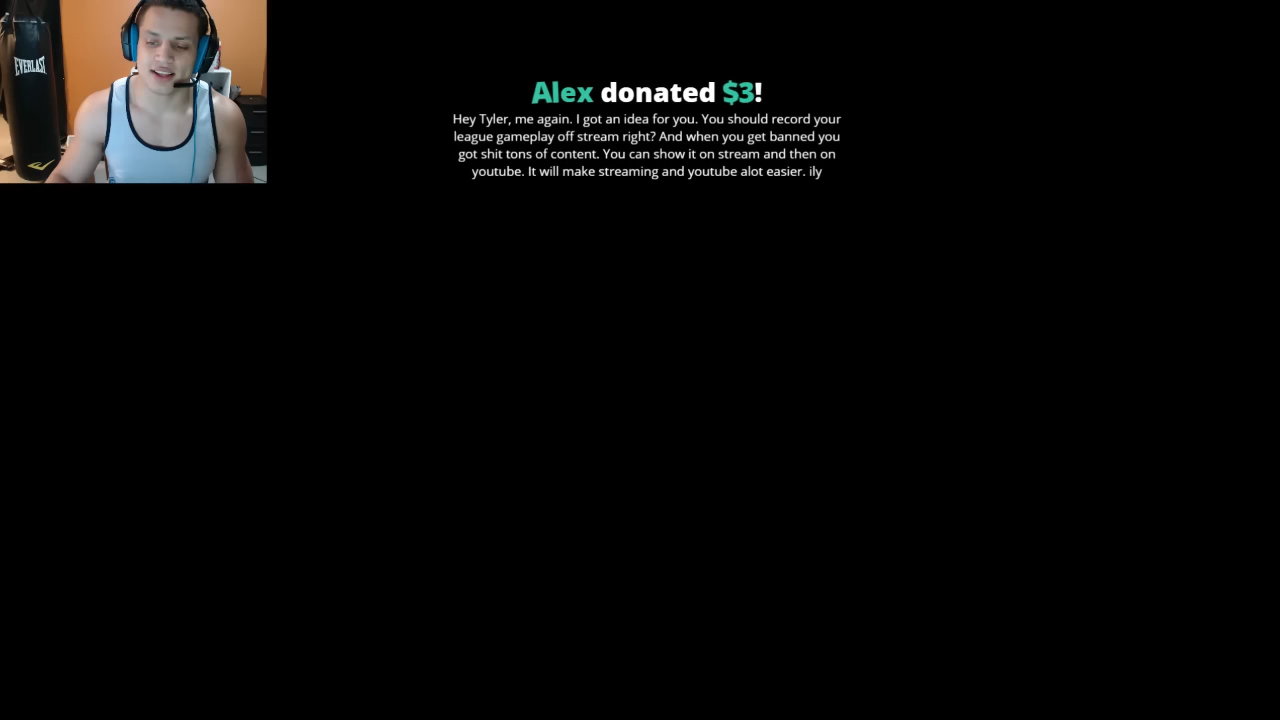 EVERLAST
Alex donated $3!
Hey Tyler, me again. I got an idea for you. You should record your
league gameplay off stream right? And when you get banned you
got shit tons of content. You can show it on stream and then on
youtube. It will make streaming and youtube alot easier. ily